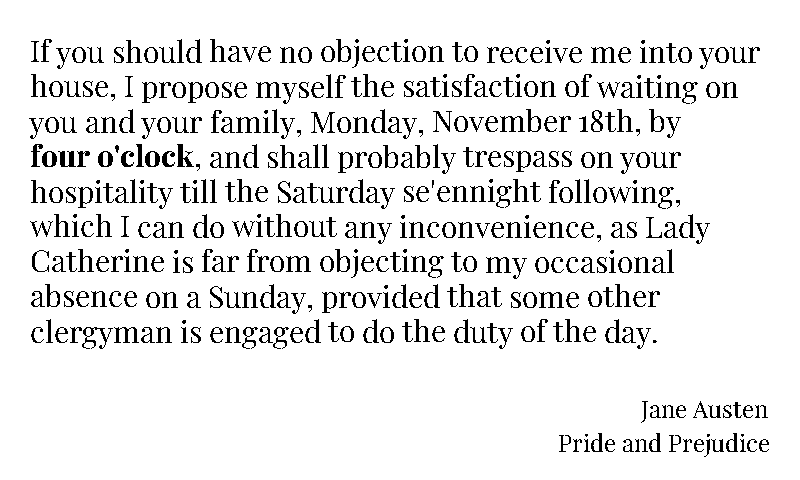 If you should have no objection to receive me into your
house, I propose myself the satisfaction of waiting on
you and your family, Monday, November 18th, by
four o'clock, and shall probably trespass on your
hospitality till the Saturday se'ennight following,
which I can do without any inconvenience, as Lady
Catherine is far from objecting to my occasional
absence on a Sunday, provided that some other
clergyman is engaged to do the duty of the day.
Jane Austen
Pride and Prejudice